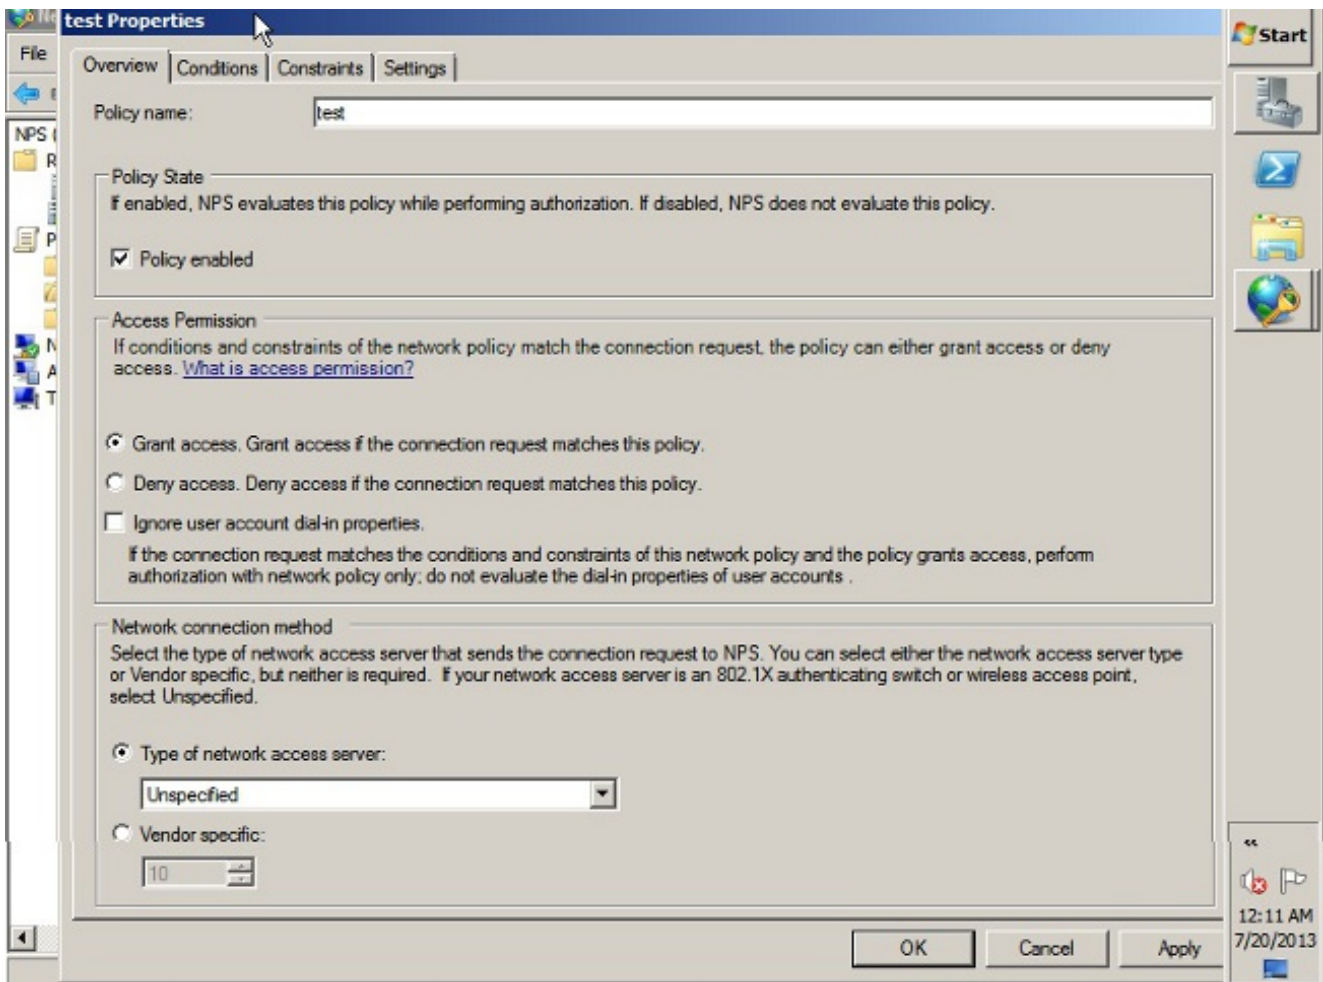 test Properties
Start
File
Overview
Conditions
Constraints
Settings
Policy name:
test
NPS (
R
P
N
A
T
Policy State
If enabled, NPS evaluates this policy while performing authorization. If disabled, NPS does not evaluate this policy.
Policy enabled
Access Permission
If conditions and constraints of the network policy match the connection request, the policy can either grant access or deny
access. What is access permission?
Grant access. Grant access if the connection request matches this policy.
Deny access. Deny access if the connection request matches this policy.
Ignore user account dial-in properties.
If the connection request matches the conditions and constraints of this network policy and the policy grants access, perform
authorization with network policy only; do not evaluate the dial-in properties of user accounts .
Network connection method
Select the type of network access server that sends the connection request to NPS. You can select either the network access server type
or Vendor specific, but neither is required. If your network access server is an 802.1X authenticating switch or wireless access point,
select Unspecified.
Type of network access server:
Unspecified
Vendor specific:
10
OK
Cancel
Apply
12:11 AM
7/20/2013